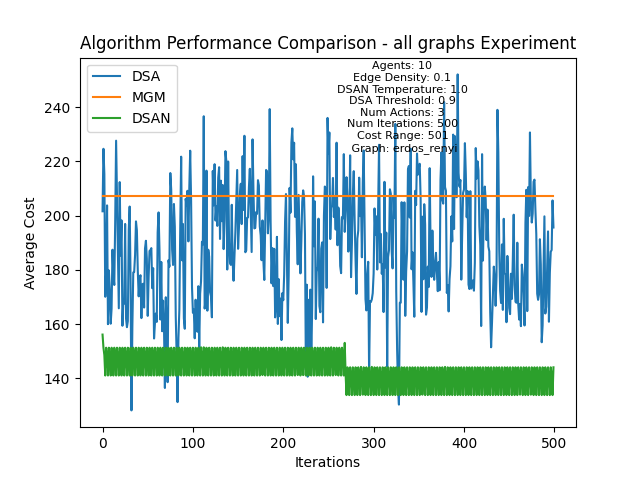 Algorithm Performance Comparison - all graphs Experiment
DSA
MGM
DSAN
Agents: 10
Edge Density: 0.1
DSAN Temperature: 1.0
DSA Threshold: 0.9
Num Actions: 3
Num Iterations: 500
Cost Range: 501
Graph: erdos_renyi
Average Cost
240
220
200
180
160
140
0 100 200 300 400 500
Iterations